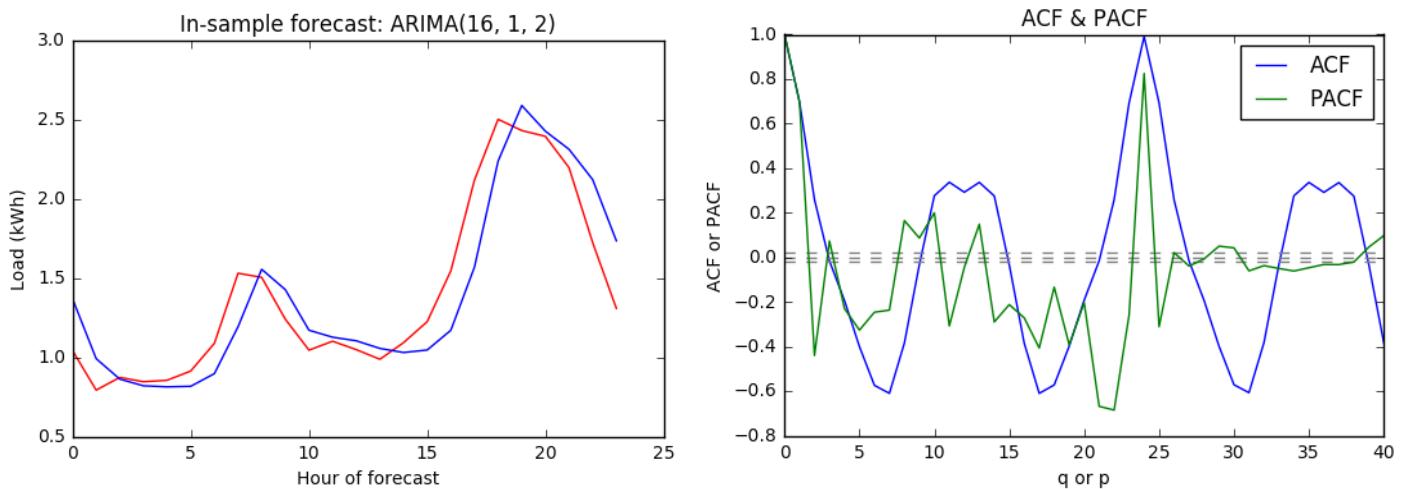 In-sample forecast: ARIMA(16, 1, 2)
3.0
2.5
2.0
1.5
1.0
0.5
Load (kWh)
0 5 10 15 20 25
Hour of forecast
ACF & PACF
1.0
0.8
0.6
0.4
0.2
0.0
−0.2
−0.4
−0.6
−0.8
ACF or PACF
ACF
PACF
0 5 10 15 20 25 30 35 40
q or p